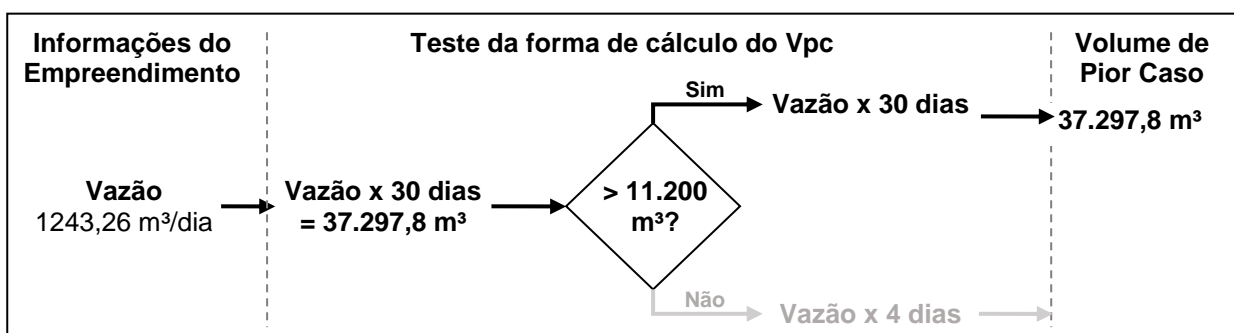 Informações do
Empreendimento
Teste da forma de cálculo do Vpc
Volume de
Pior Caso
Sim
Vazão x 30 dias
37.297,8 m³
Vazão
1243,26 m³/dia
Vazão x 30 dias
= 37.297,8 m³
> 11.200
m³?
Não
Vazão x 4 dias